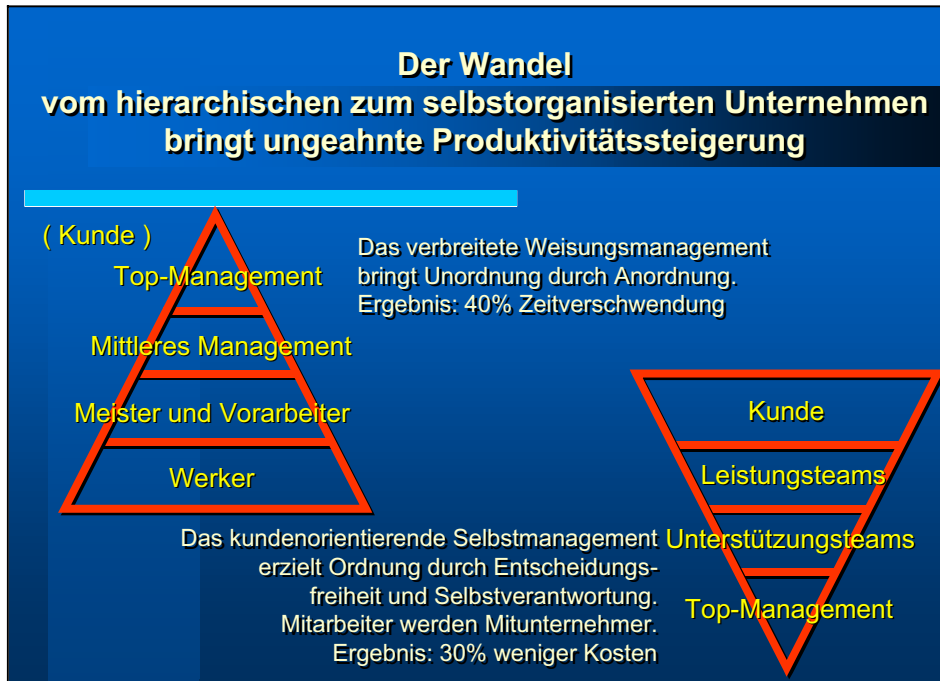 Der Wandel
vom hierarchischen zum selbstorganisierten Unternehmen
bringt ungeahnte Produktivitätssteigerung
( Kunde )
Top-Management
Mittleres Management
Meister und Vorarbeiter
Werker
Das verbreitete Weisungsmanagement
bringt Unordnung durch Anordnung.
Ergebnis: 40% Zeitverschwendung
Kunde
Leistungsteams
Unterstützungsteams
Top-Management
Das kundenorientierende Selbstmanagement
erzielt Ordnung durch Entscheidungs-
freiheit und Selbstverantwortung.
Mitarbeiter werden Mitunternehmer.
Ergebnis: 30% weniger Kosten